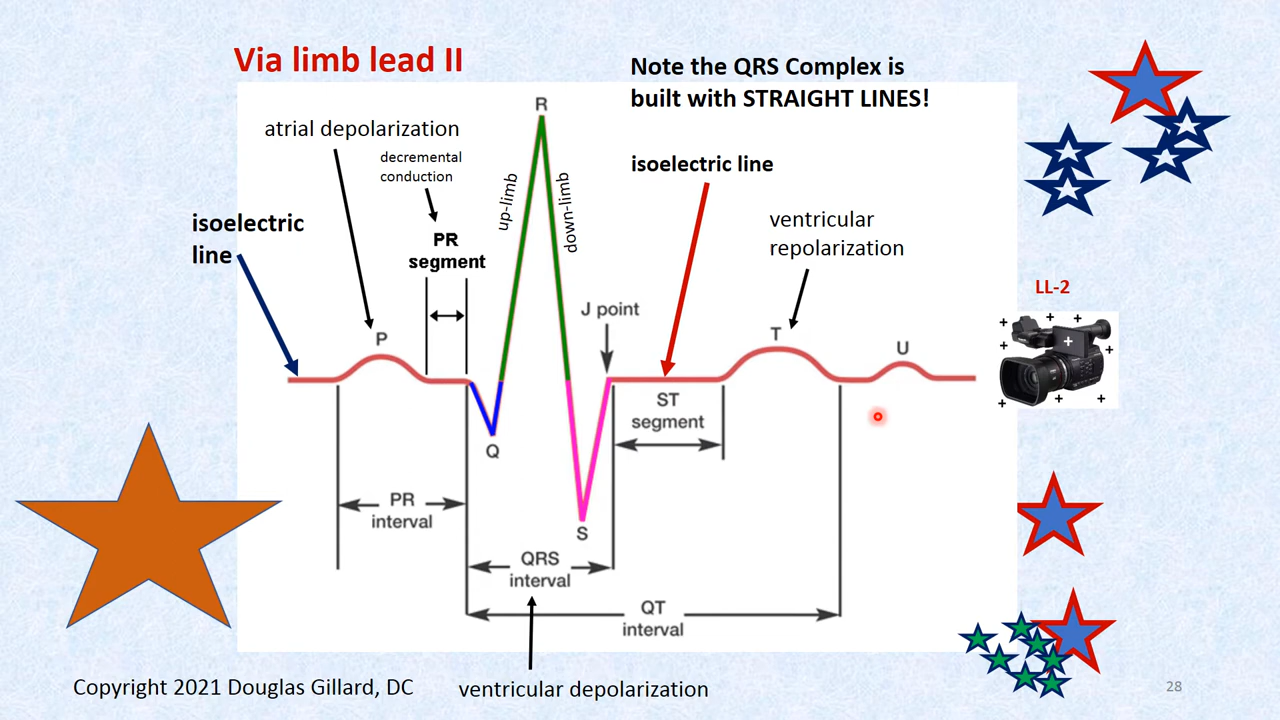 Via limb lead II
Note the QRS Complex is
built with STRAIGHT LINES!
R
atrial depolarization
decremental
conduction
isoelectric line
up-limb
down-limb
isoelectric
line
PR
segment
ventricular
repolarization
LL-2
J point
P
T
U
ST
segment
Q
PR
interval
S
QRS
interval
QT
interval
Copyright 2021 Douglas Gillard, DC
ventricular depolarization
28